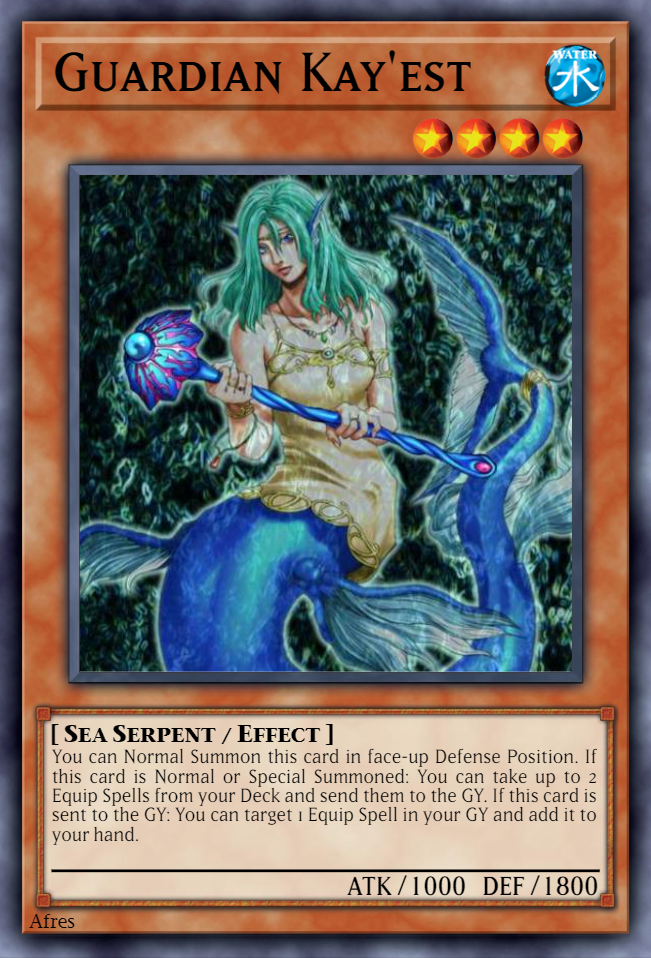 Guardian Kay'est
WATER
水
[ Sea Serpent / Effect ]
You can Normal Summon this card in face-up Defense Position. If
this card is Normal or Special Summoned: You can take up to 2
Equip Spells from your Deck and send them to the GY. If this card is
sent to the GY: You can target 1 Equip Spell in your GY and add it to
your hand.
ATK / 1000 DEF / 1800
Afres